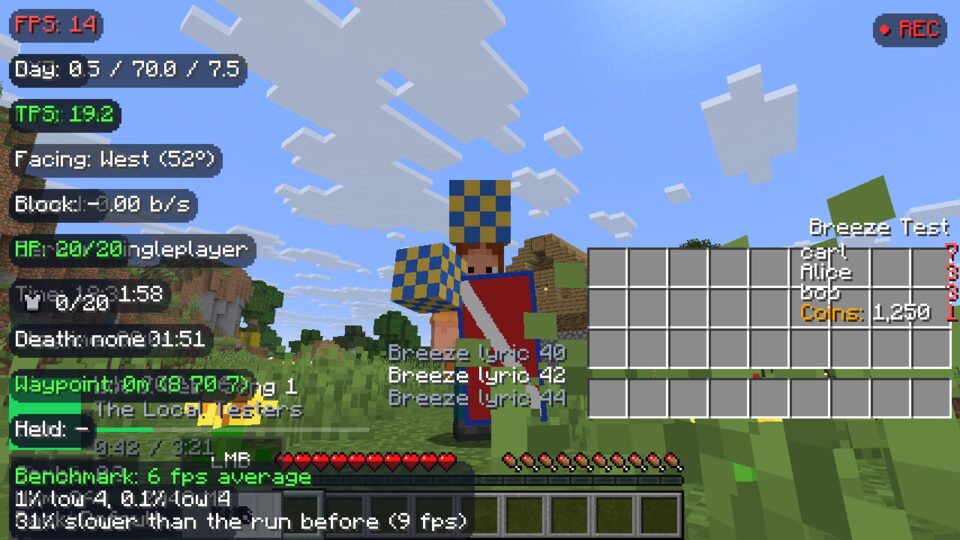 FPS: 14
REC
Day: 0.5 / 70.0 / 7.5
TPS: 19.2
Facing: West (52°)
Block: -0.00 b/s
HP: 20/20
ngleplayer
:58
0/20
Death: none
01:51
Waypoint: 0m (8 70 7)
ng 1
The Local Testers
Held: -
0:42 / 3:21
LMB
Breeze Test
carl 7
Alice 3
bob 3
Coins: 1,250 1
Breeze lyric 40
Breeze lyric 42
Breeze lyric 44
Benchmark: 6 fps average
1% low 4, 0.1% low 4
31% slower than the run before (9 fps)